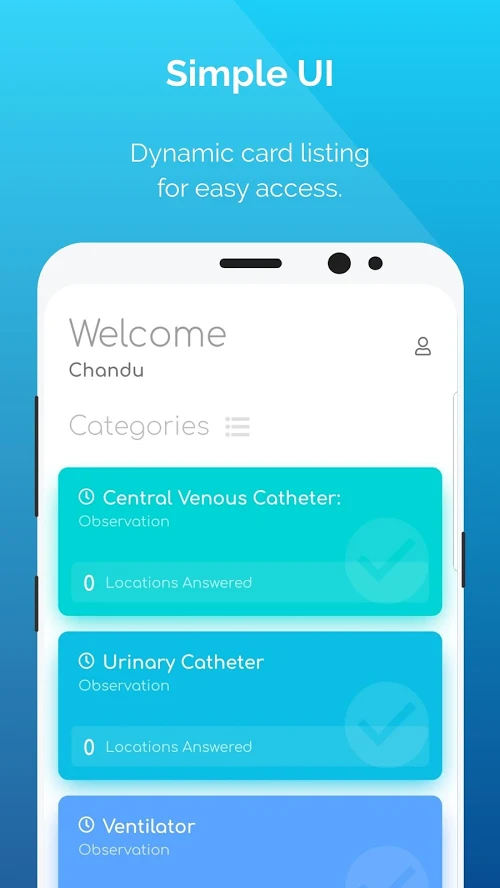 Simple UI
Dynamic card listing
for easy access.
Welcome
Chandu
Categories
Central Venous Catheter:
Observation
0 Locations Answered
Urinary Catheter
Observation
0 Locations Answered
Ventilator
Observation